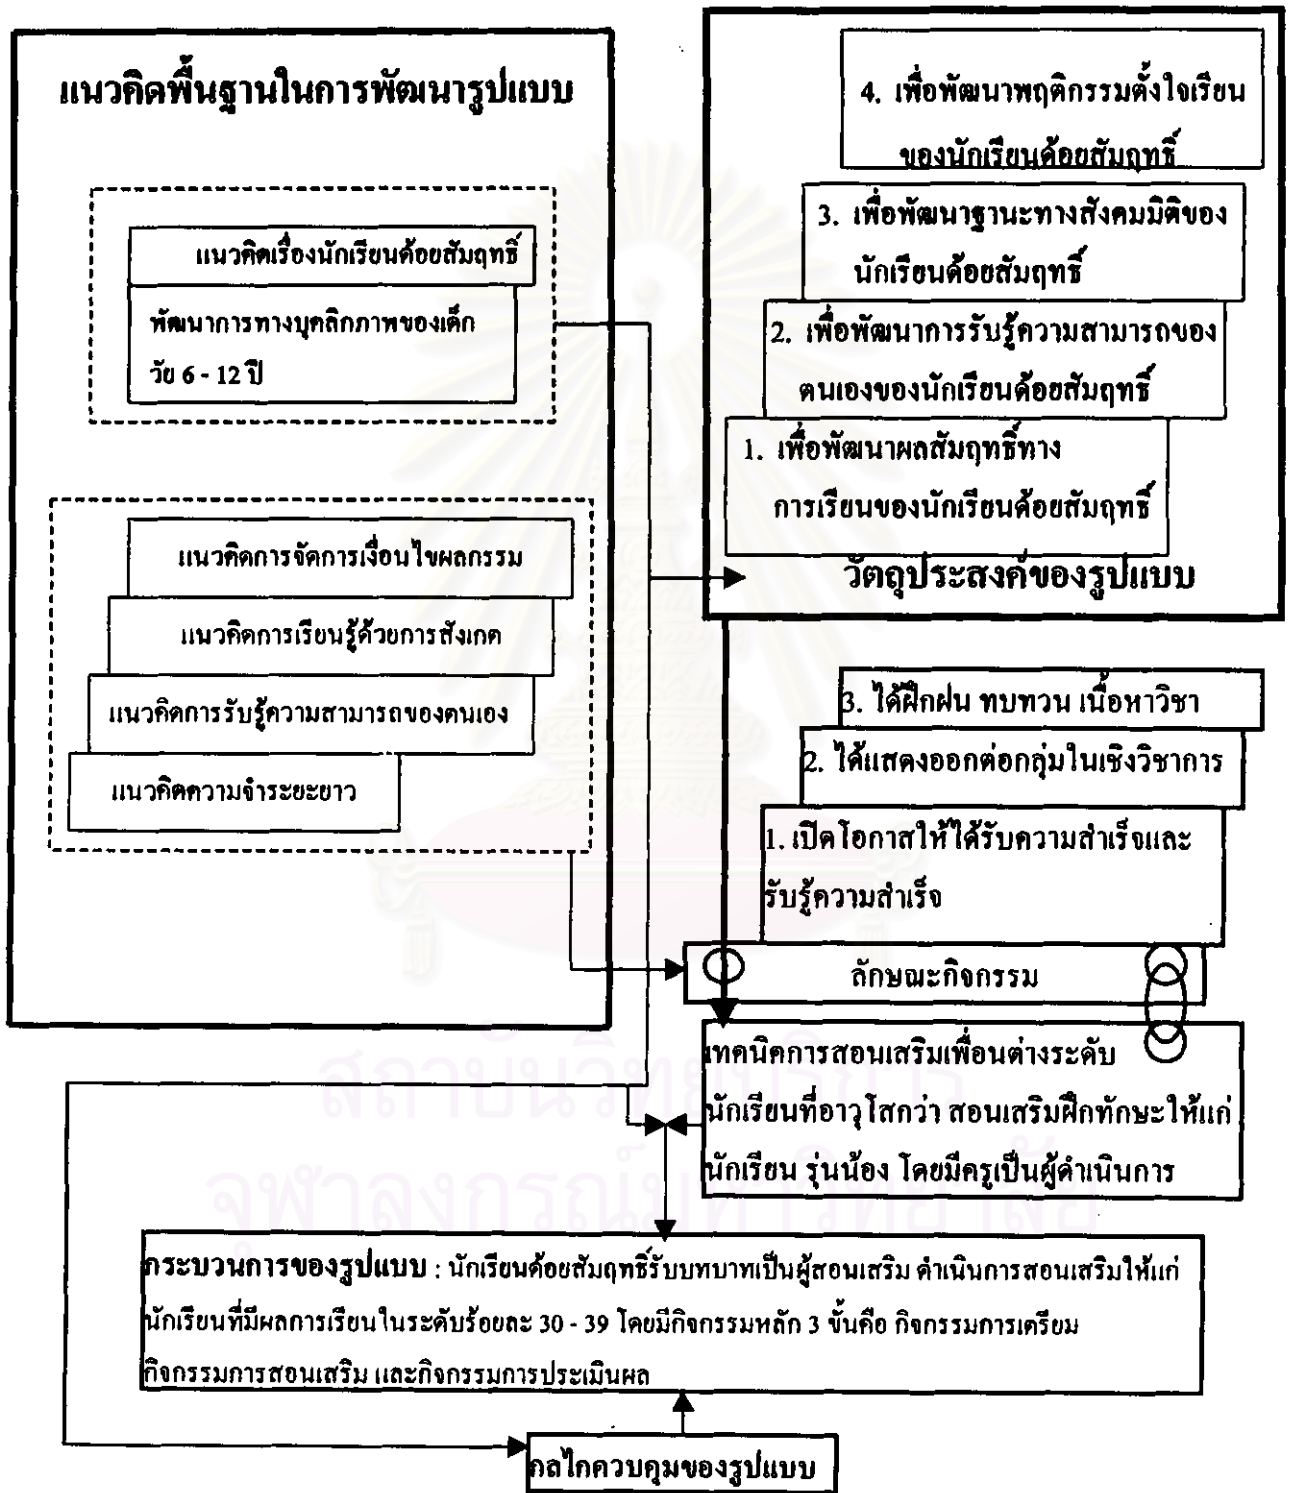 แนวคิดพื้นฐานในการพัฒนารูปแบบ
แนวคิดเรื่องนักเรียนด้อยสัมฤทธิ์
พัฒนาการทางบุคลิกภาพของเด็ก
วัย 6 - 12 ปี
แนวคิดการจัดการเงื่อนไขผลกรรม
แนวคิดการเรียนรู้ด้วยการสังเกต
แนวคิดการรับรู้ความสามารถของตนเอง
แนวคิดความจำระยะยาว
4. เพื่อพัฒนาพฤติกรรมตั้งใจเรียน
ของนักเรียนด้อยสัมฤทธิ์
3. เพื่อพัฒนาฐานะทางสังคมมิติของ
นักเรียนด้อยสัมฤทธิ์
2. เพื่อพัฒนาการรับรู้ความสามารถของ
ตนเองของนักเรียนด้อยสัมฤทธิ์
1. เพื่อพัฒนาผลสัมฤทธิ์ทาง
การเรียนของนักเรียนด้อยสัมฤทธิ์
วัตถุประสงค์ของรูปแบบ
3. ได้ฝึกฝน ทบทวน เนื้อหาวิชา
2. ได้แสดงออกต่อกลุ่มในเชิงวิชาการ
1. เปิดโอกาสให้ได้รับความสำเร็จและ
รับรู้ความสำเร็จ
ลักษณะกิจกรรม
เทคนิคการสอนเสริมเพื่อนต่างระดับ
นักเรียนที่อาวุโสกว่า สอนเสริมฝึกทักษะให้แก่
นักเรียน รุ่นน้อง โดยมีครูเป็นผู้ดำเนินการ
สถาบันวิทยบริการ
จุฬาลงกรณ์มหาวิทยาลัย
กระบวนการของรูปแบบ : นักเรียนด้อยสัมฤทธิ์รับบทบาทเป็นผู้สอนเสริม ดำเนินการสอนเสริมให้แก่
นักเรียนที่มีผลการเรียนในระดับร้อยละ 30 - 39 โดยมีกิจกรรมหลัก 3 ขั้นคือ กิจกรรมการเตรียม
กิจกรรมการสอนเสริม และกิจกรรมการประเมินผล
กลไกควบคุมของรูปแบบ